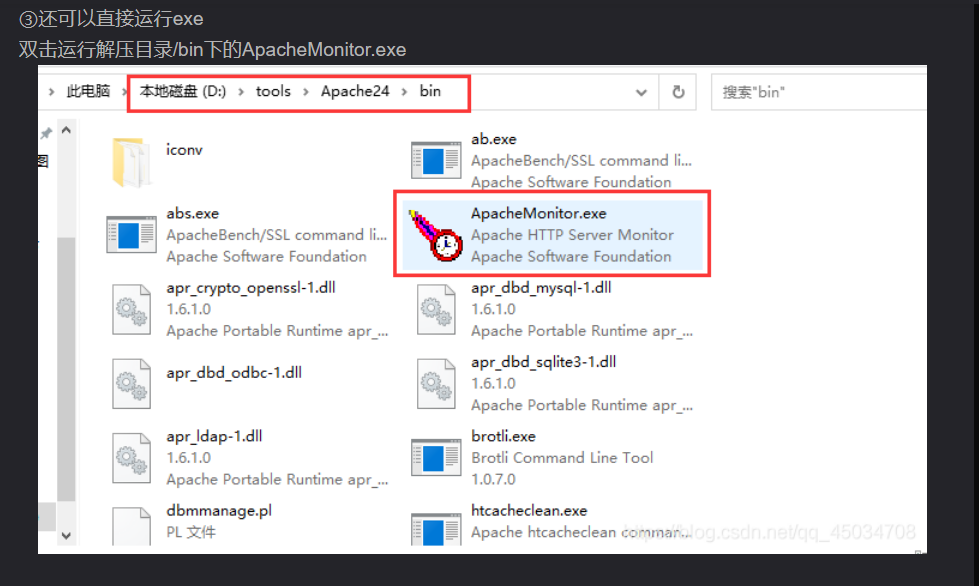 ③还可以直接运行exe
双击运行解压目录/bin下的ApacheMonitor.exe
此电脑 › 本地磁盘 (D:) › tools › Apache24 › bin
搜索"bin"
图
iconv
ab.exe
ApacheBench/SSL command li...
Apache Software Foundation
abs.exe
ApacheBench/SSL command li...
Apache Software Foundation
ApacheMonitor.exe
Apache HTTP Server Monitor
Apache Software Foundation
apr_crypto_openssl-1.dll
1.6.1.0
Apache Portable Runtime apr_...
apr_dbd_mysql-1.dll
1.6.1.0
Apache Portable Runtime apr_...
apr_dbd_odbc-1.dll
apr_dbd_sqlite3-1.dll
1.6.1.0
Apache Portable Runtime apr_...
apr_ldap-1.dll
1.6.1.0
Apache Portable Runtime apr_...
brotli.exe
Brotli Command Line Tool
1.0.7.0
dbmmanage.pl
PL 文件
htcacheclean.exe
Apache htcacheclean comman...
https://blog.csdn.net/qq_45034708